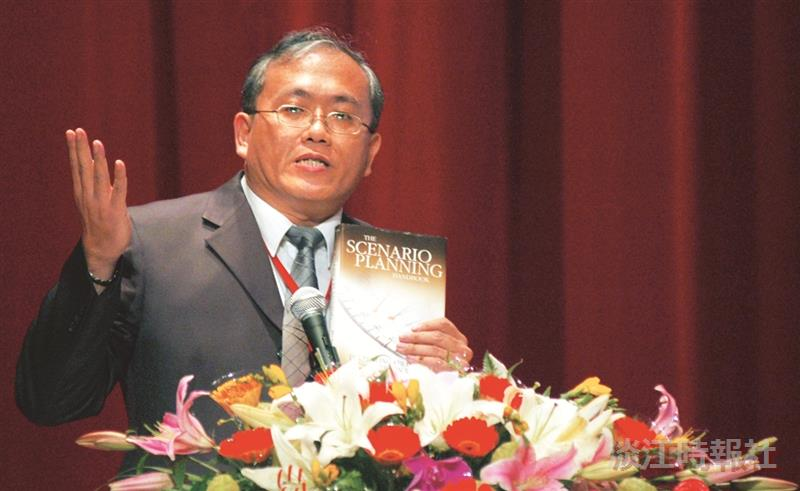 THE
SCENARIO
PLANNING
HANDBOOK
淡江時報社